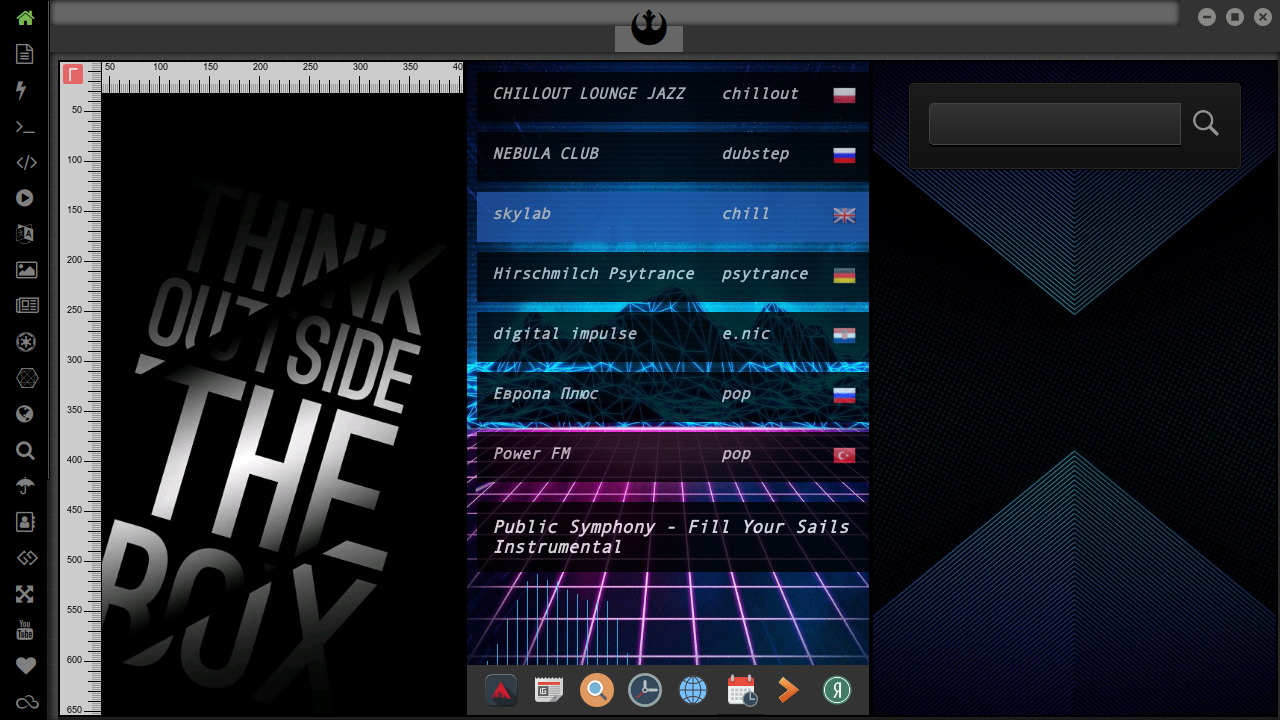 50 100 150 200 250 300 350 40
50
100
150
200
250
300
350
400
450
500
550
600
650
THINK
OUTSIDE
THE
BOX
CHILLOUT LOUNGE JAZZ chillout
NEBULA CLUB dubstep
skylab chill
Hirschmilch Psytrance psytrance
digital impulse e.nic
Европа Плюс pop
Power FM pop
Public Symphony - Fill Your Sails
Instrumental
You
Tube
Я